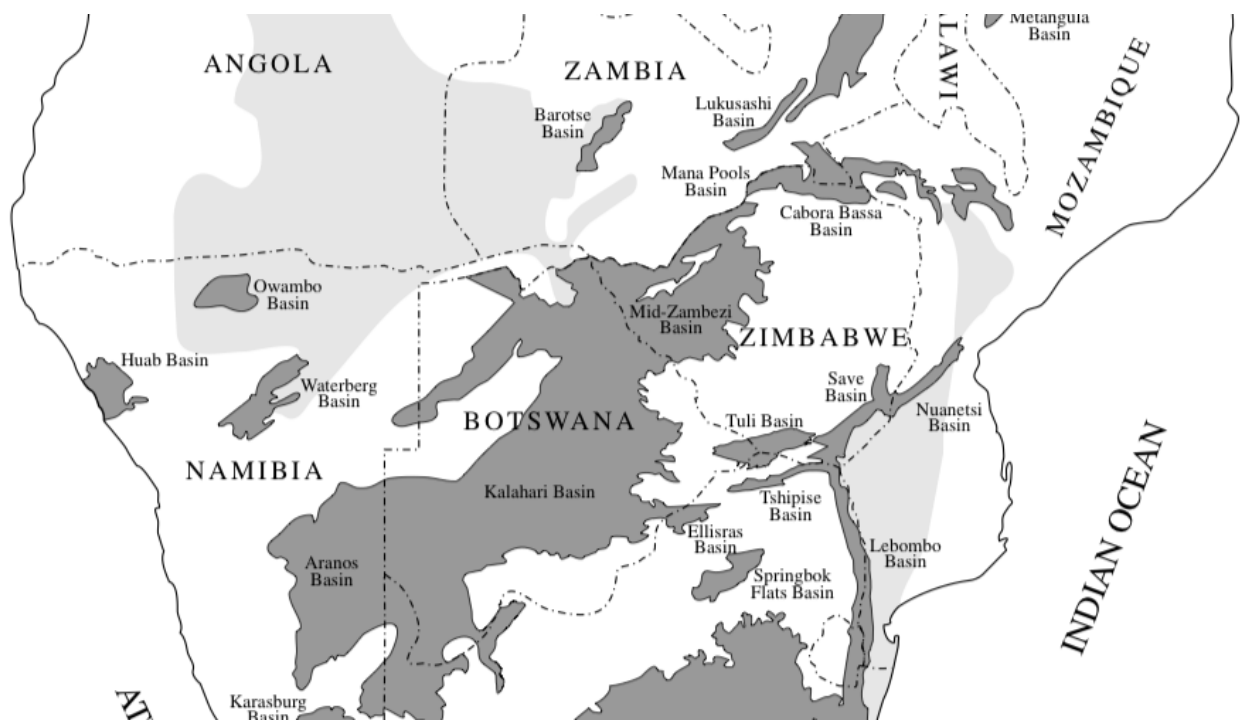 Metangula
Basin
ANGOLA
ZAMBIA
LAWI
MOZAMBIQUE
Lukusashi
Basin
Barotse
Basin
Mana Pools
Basin
Cabora Bassa
Basin
Owambo
Basin
Mid-Zambezi
Basin
ZIMBABWE
Huab Basin
Waterberg
Basin
Save
Basin
Nuanetsi
Basin
BOTSWANA
Tuli Basin
NAMIBIA
Kalahari Basin
Tshipise
Basin
INDIAN OCEAN
Ellisras
Basin
Lebombo
Basin
Aranos
Basin
Springbok
Flats Basin
Karasburg
Basin
AT